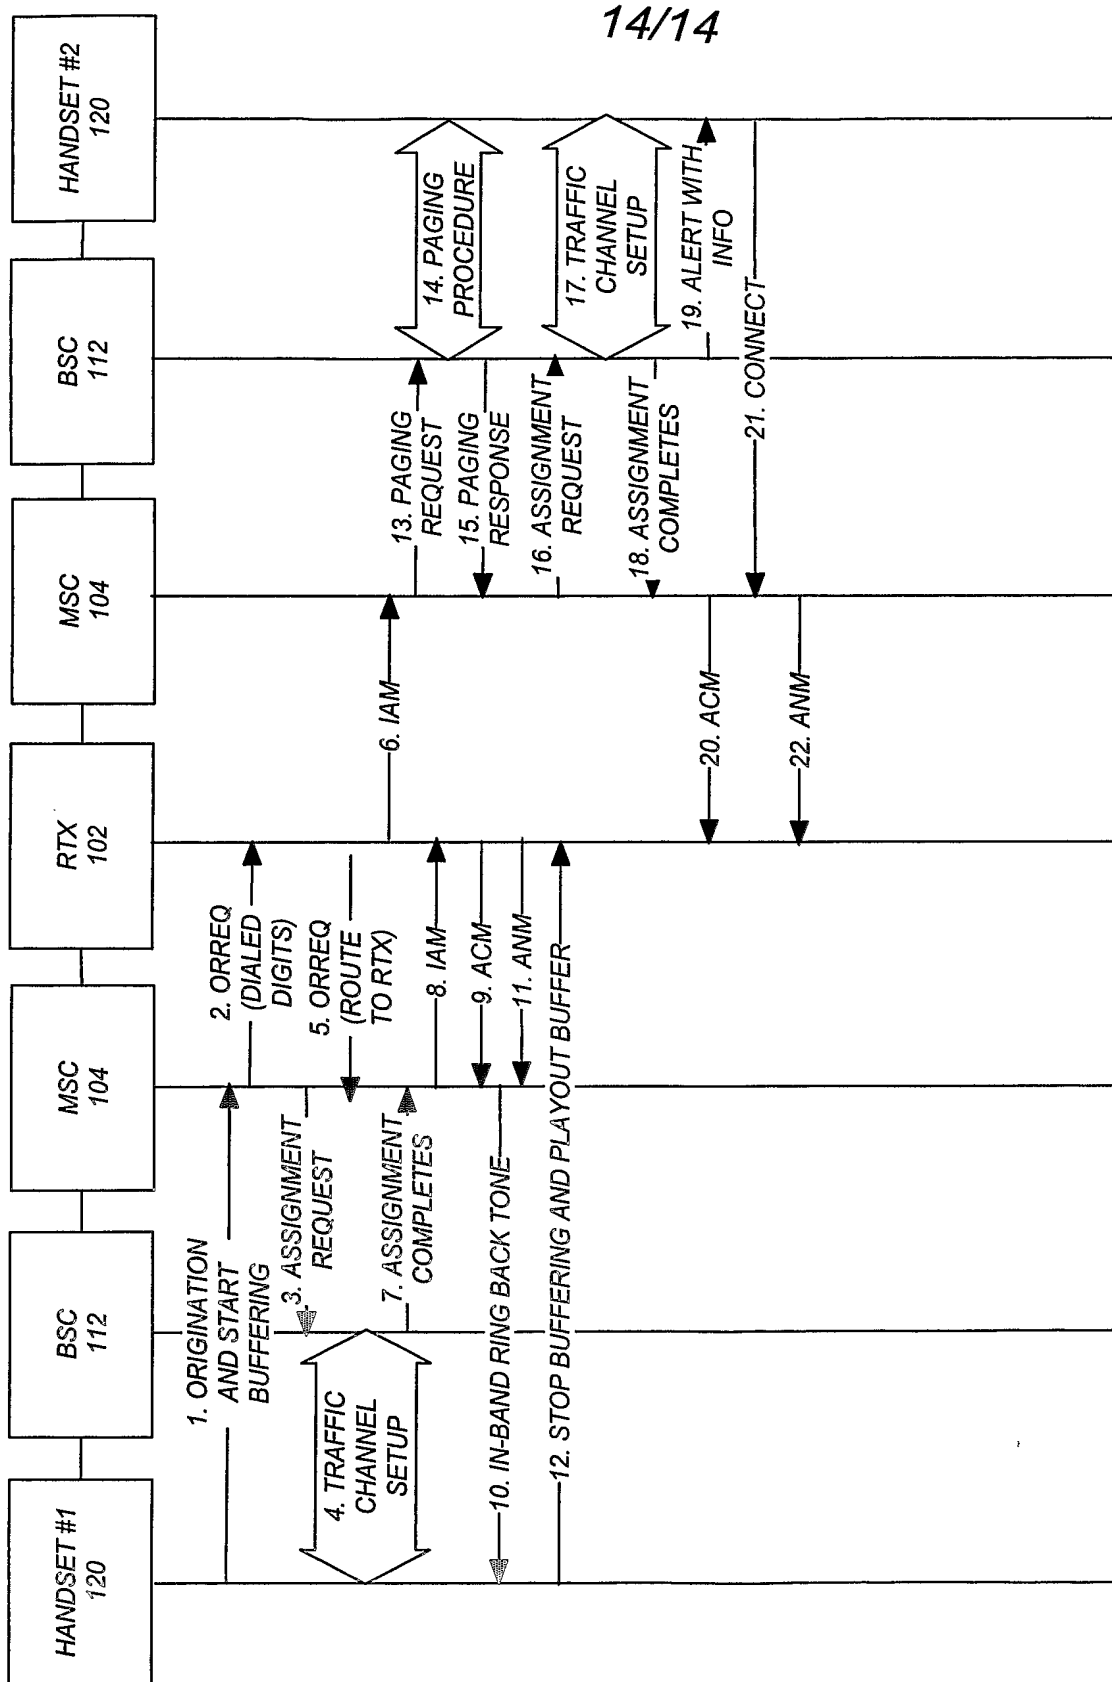 14/14
HANDSET #1
120
BSC
112
MSC
104
RTX
102
MSC
104
BSC
112
HANDSET #2
120
1. ORIGINATION
AND START
BUFFERING
2. ORREQ
(DIALED
DIGITS)
3. ASSIGNMENT
REQUEST
4. TRAFFIC
CHANNEL
SETUP
5. ORREQ
(ROUTE
TO RTX)
6. IAM
7. ASSIGNMENT
COMPLETES
8. IAM
9. ACM
10. IN-BAND RING BACK TONE
11. ANM
12. STOP BUFFERING AND PLAYOUT BUFFER
13. PAGING
REQUEST
14. PAGING
PROCEDURE
15. PAGING
RESPONSE
16. ASSIGNMENT
REQUEST
17. TRAFFIC
CHANNEL
SETUP
18. ASSIGNMENT
COMPLETES
19. ALERT WITH
INFO
20. ACM
21. CONNECT
22. ANM